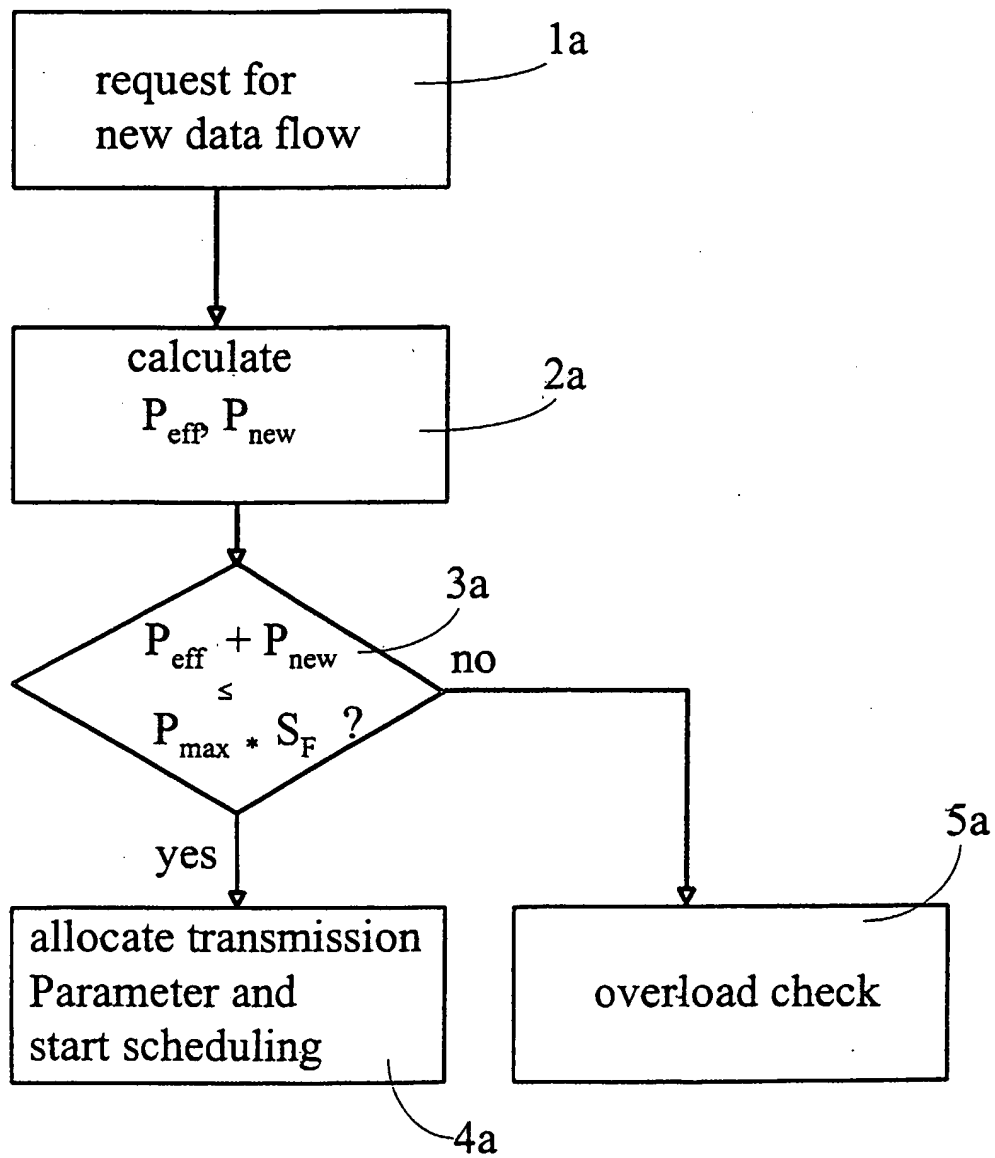 1a
request for
new data flow
calculate
2a
P_eff, P_new
3a
P_eff + P_new
no
≤
P_max * S_F ?
5a
yes
allocate transmission
Parameter and
start scheduling
overload check
4a